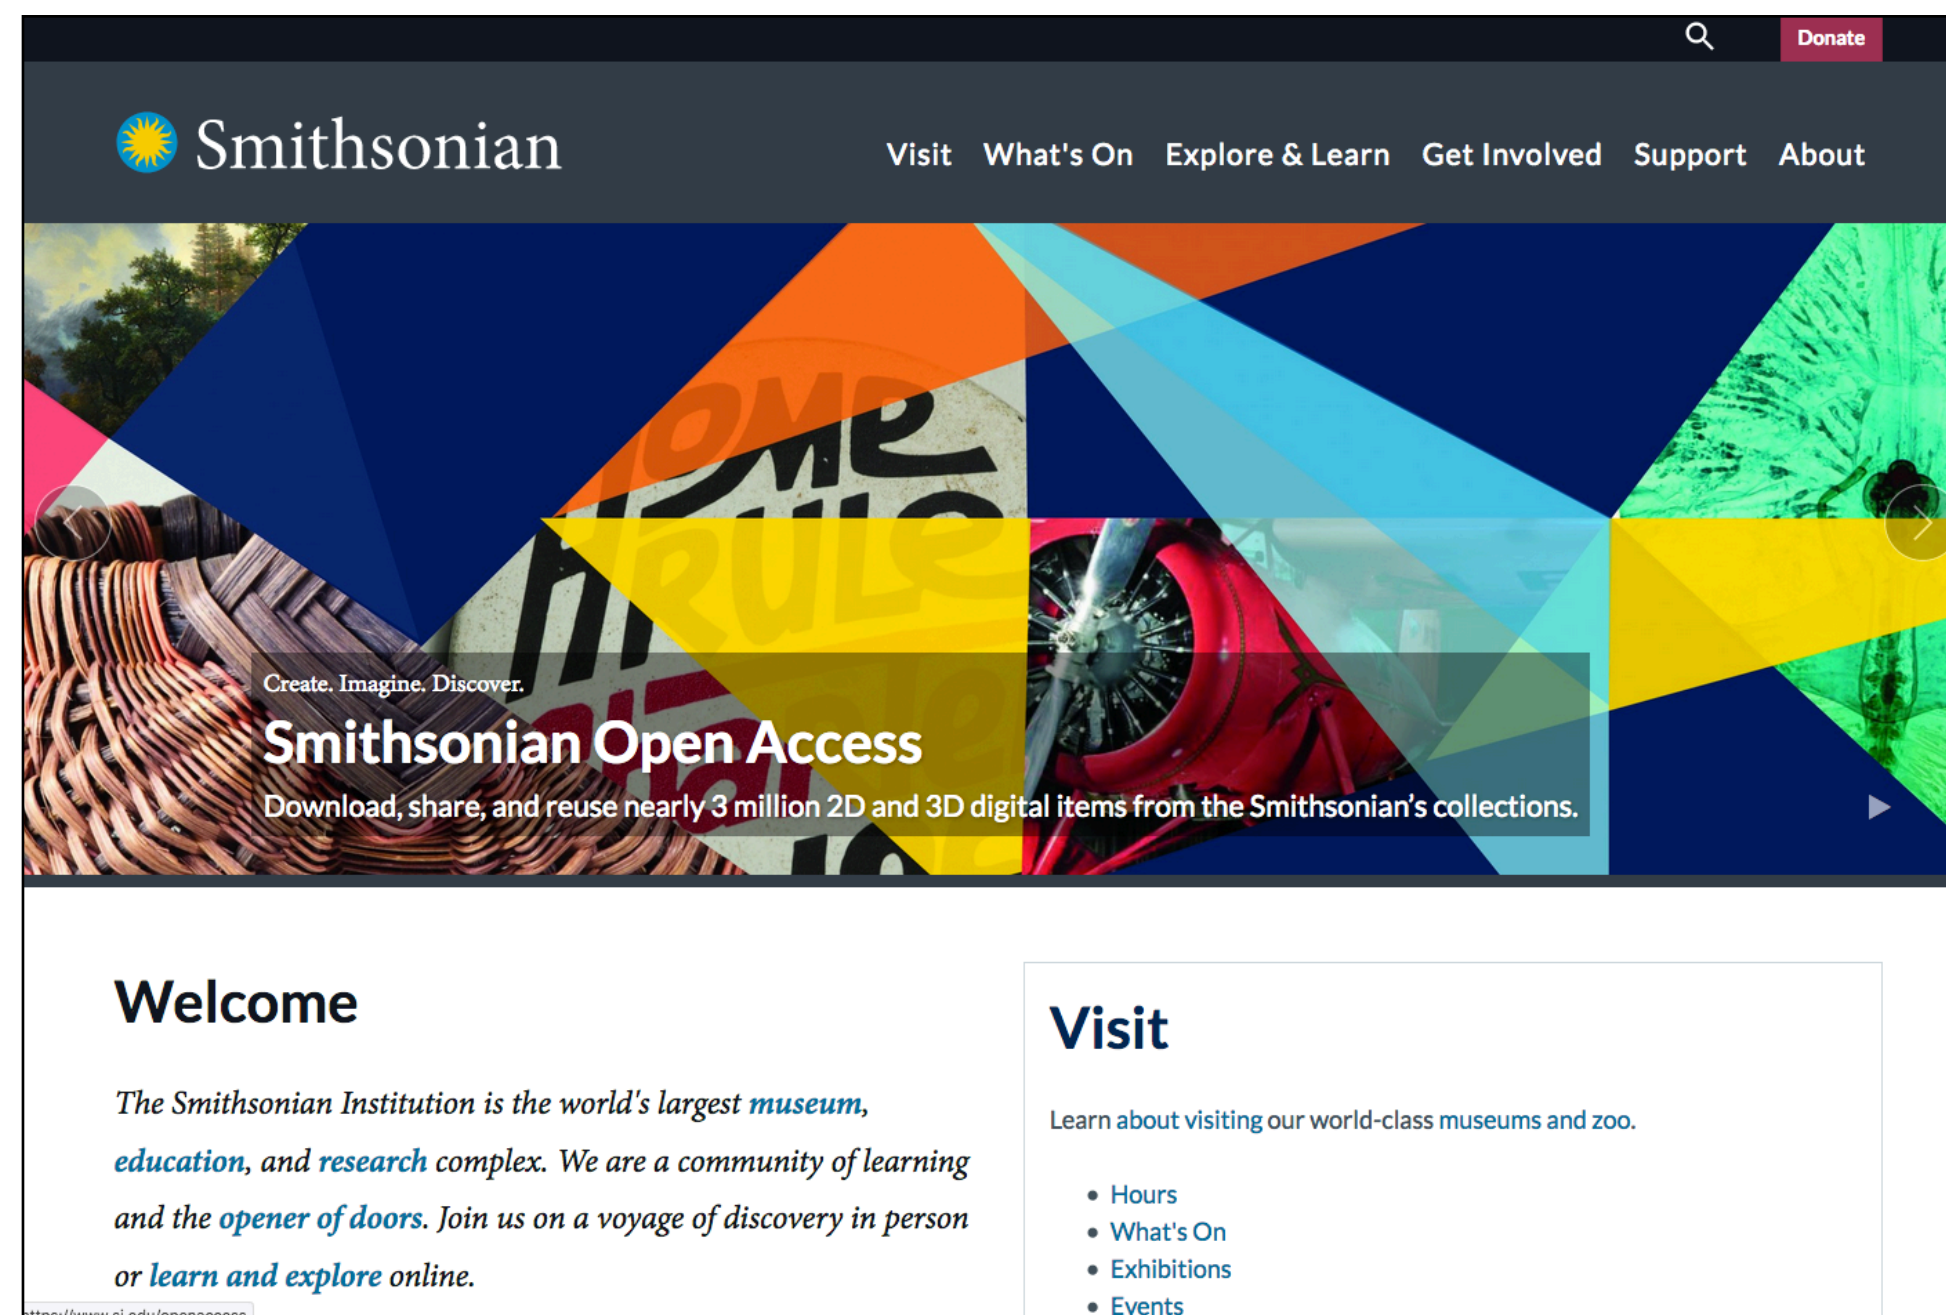 Donate
Smithsonian
Visit What's On Explore & Learn Get Involved Support About
HOME
RULE
Create. Imagine. Discover.
Smithsonian Open Access
Download, share, and reuse nearly 3 million 2D and 3D digital items from the Smithsonian's collections.
Welcome
The Smithsonian Institution is the world's largest museum,
education, and research complex. We are a community of learning
and the opener of doors. Join us on a voyage of discovery in person
or learn and explore online.
Visit
Learn about visiting our world-class museums and zoo.
• Hours
• What's On
• Exhibitions
• Events